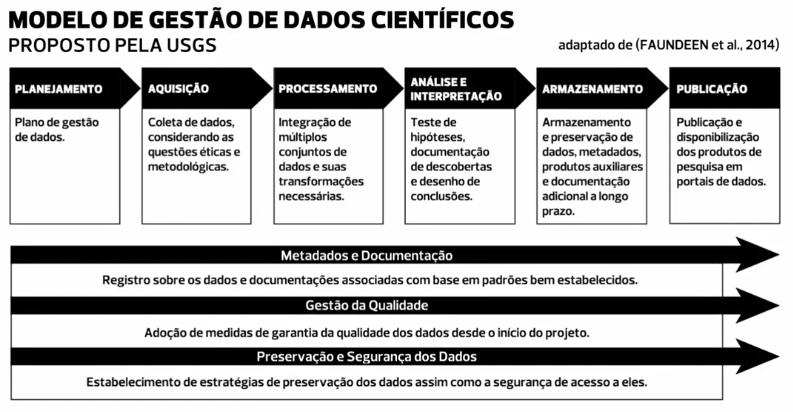 MODELO DE GESTÃO DE DADOS CIENTÍFICOS
PROPOSTO PELA USGS
adaptado de (FAUNDEEN et al., 2014)
PLANEJAMENTO
Plano de gestão
de dados.
AQUISIÇÃO
Coleta de dados,
considerando as
questões éticas e
metodológicas.
PROCESSAMENTO
Integração de
múltiplos
conjuntos de
dados e suas
transformações
necessárias.
ANÁLISE E
INTERPRETAÇÃO
Teste de
hipóteses,
documentação
de descobertas
e desenho de
conclusões.
ARMAZENAMENTO
Armazenamento
e preservação de
dados, metadados,
produtos auxiliares
e documentação
adicional a longo
prazo.
PUBLICAÇÃO
Publicação e
disponibilização
dos produtos de
pesquisa em
portais de dados.
Metadados e Documentação
Registro sobre os dados e documentações associadas com base em padrões bem estabelecidos.
Gestão da Qualidade
Adoção de medidas de garantia da qualidade dos dados desde o início do projeto.
Preservação e Segurança dos Dados
Estabelecimento de estratégias de preservação dos dados assim como a segurança de acesso a eles.